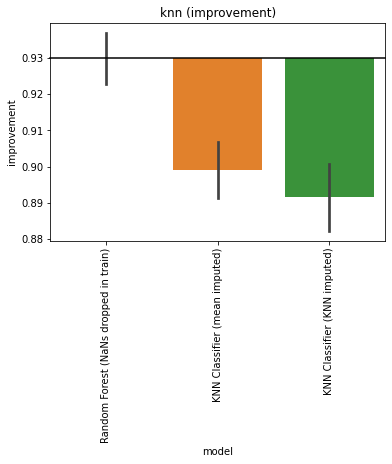 knn (improvement)
0.93
0.92
0.91
0.90
0.89
0.88
improvement
Random Forest (NaNs dropped in train)
KNN Classifier (mean imputed)
KNN Classifier (KNN imputed)
model